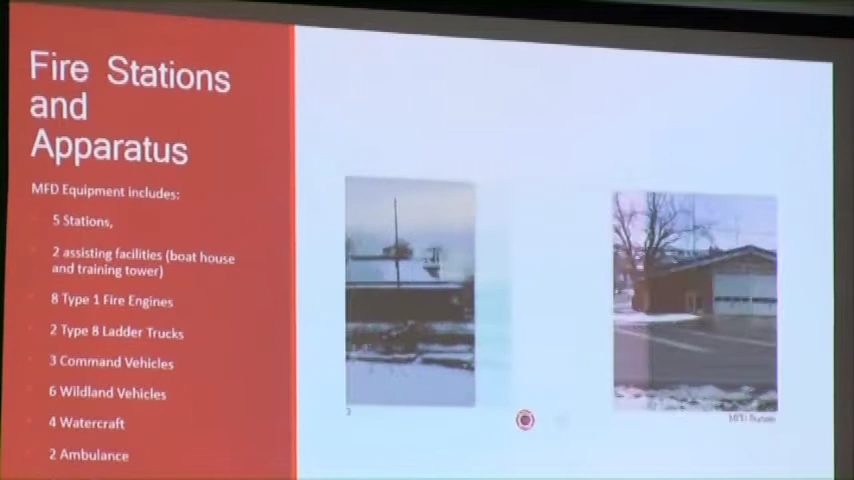 Fire Stations
and
Apparatus
MFD Equipment includes:
5 Stations,
2 assisting facilities (boat house
and training tower)
8 Type 1 Fire Engines
2 Type 8 Ladder Trucks
3 Command Vehicles
6 Wildland Vehicles
4 Watercraft
2 Ambulance